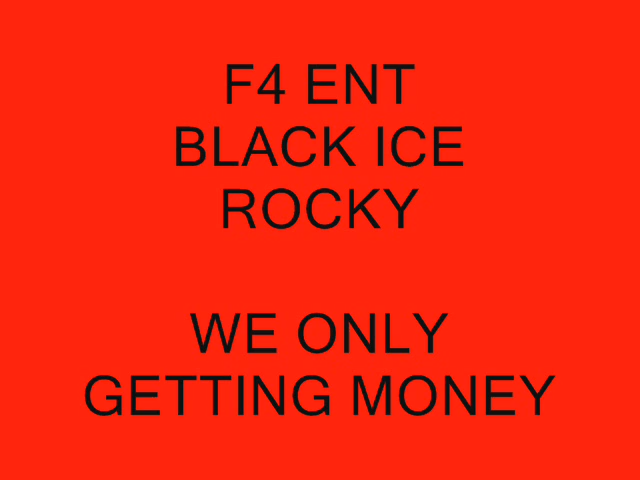 F4 ENT
BLACK ICE
ROCKY
WE ONLY
GETTING MONEY